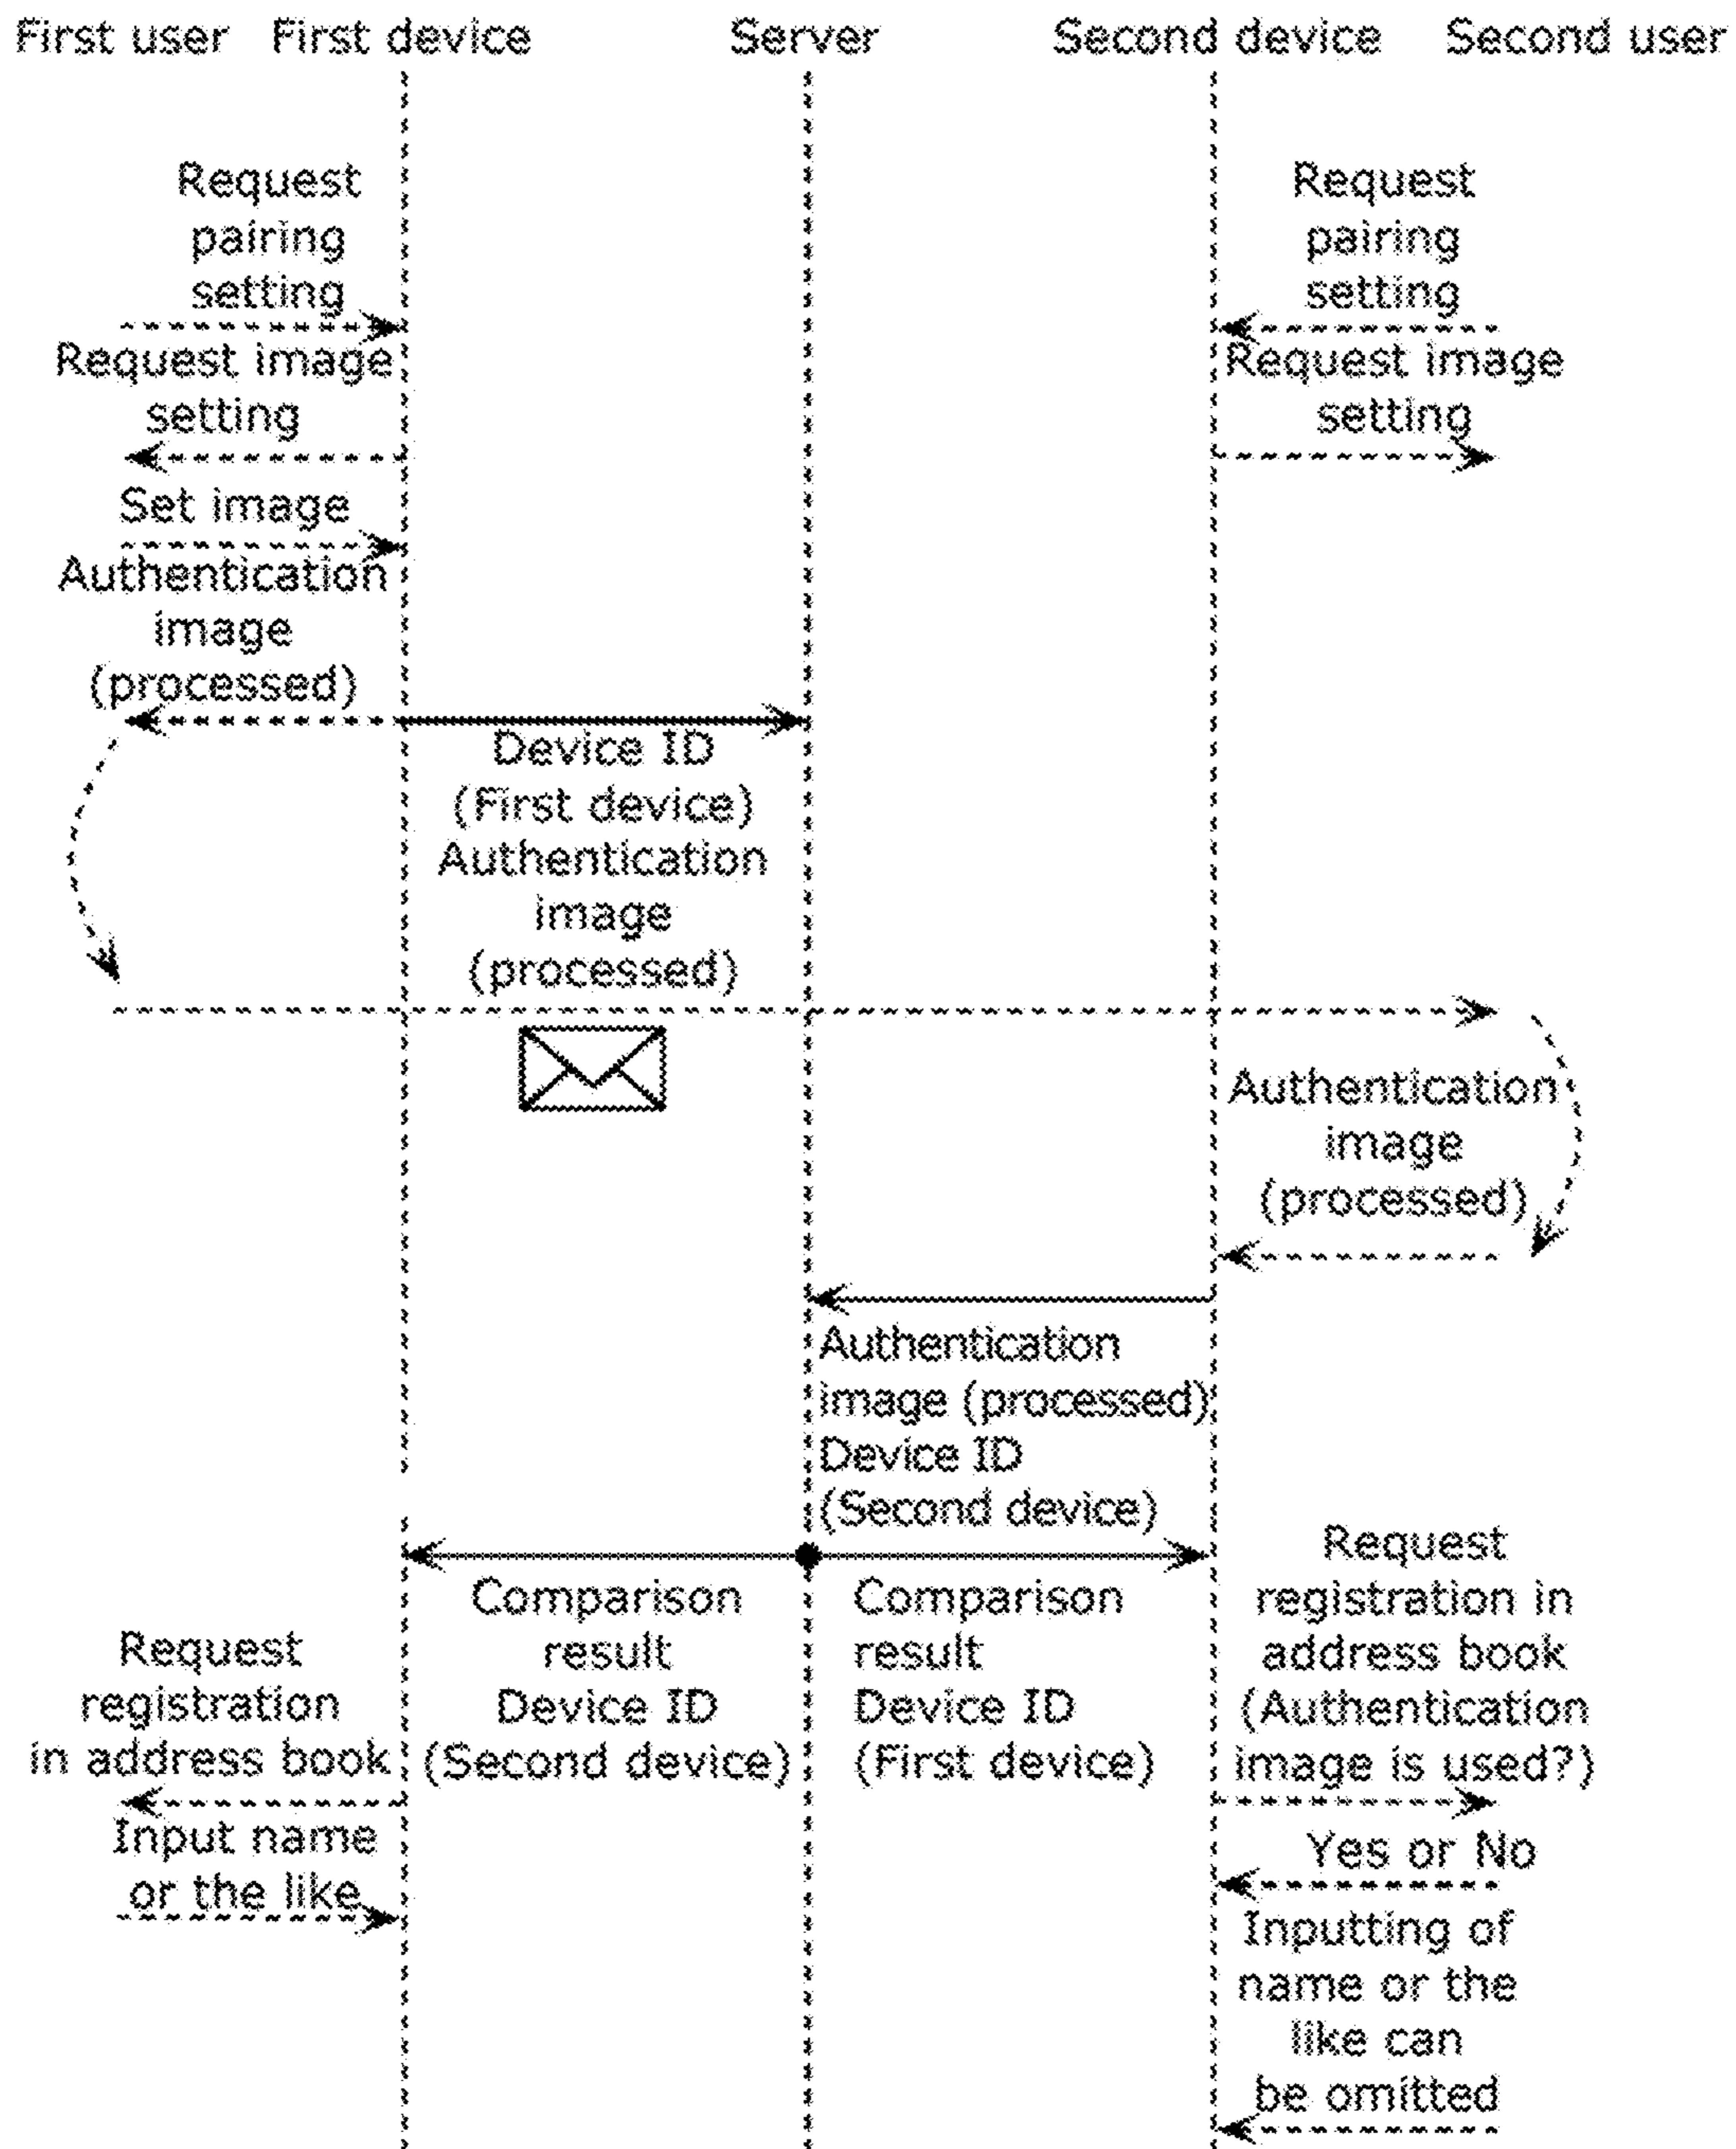 First user First device Server Second device Second user
Request
pairing
setting
Request
pairing
setting
Request image
setting
Request image
setting
Set image
Authentication
image
(processed)
Device ID
(First device)
Authentication
image
(processed)
Authentication
image
(processed)
Authentication
image (processed)
Device ID
(Second device)
Comparison
result
Device ID
(Second device)
Comparison
result
Device ID
(First device)
Request
registration in
address book
(Authentication
image is used?)
Request
registration
in address book
Input name
or the like
Yes or No
Inputting of
name or the
like can
be omitted